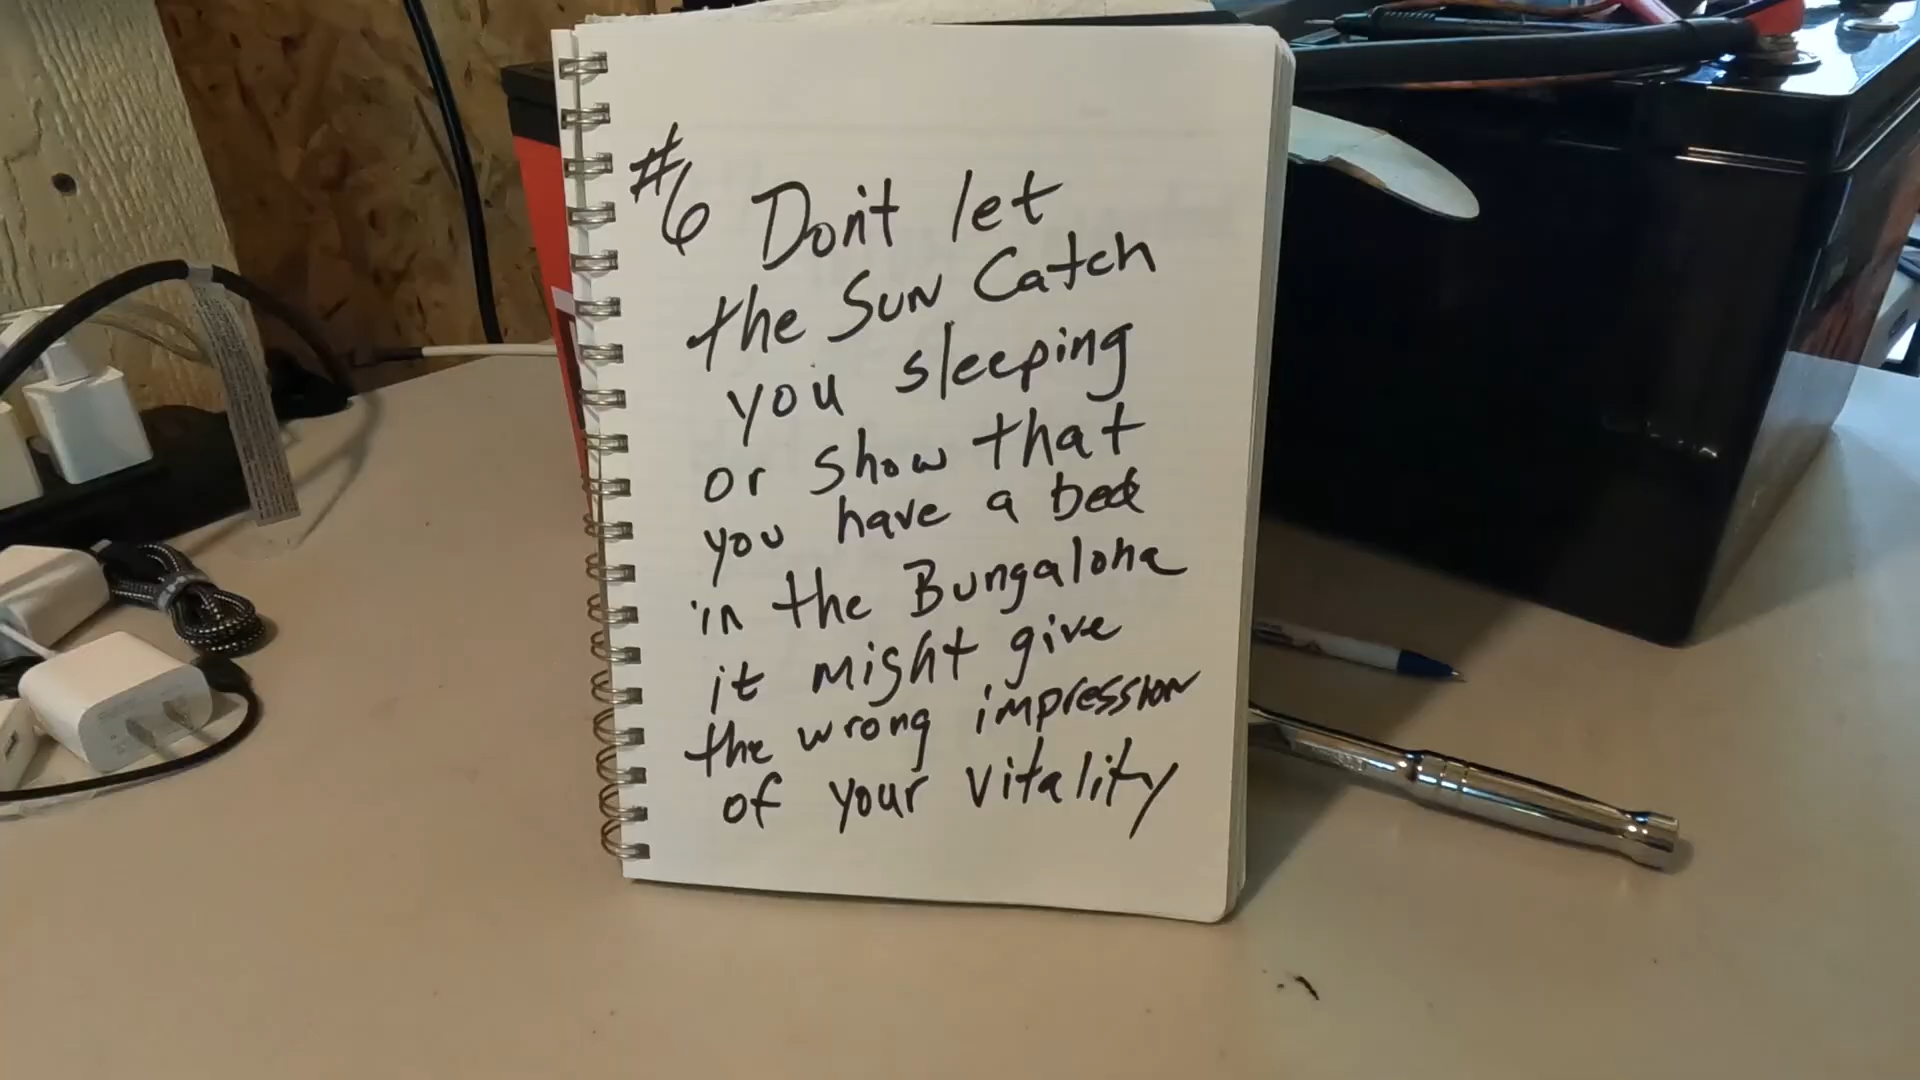 #6 Don't let
the Sun Catch
you sleeping
or show that
you have a bed
in the Bungalone
it might give
the wrong impression
of your vitality